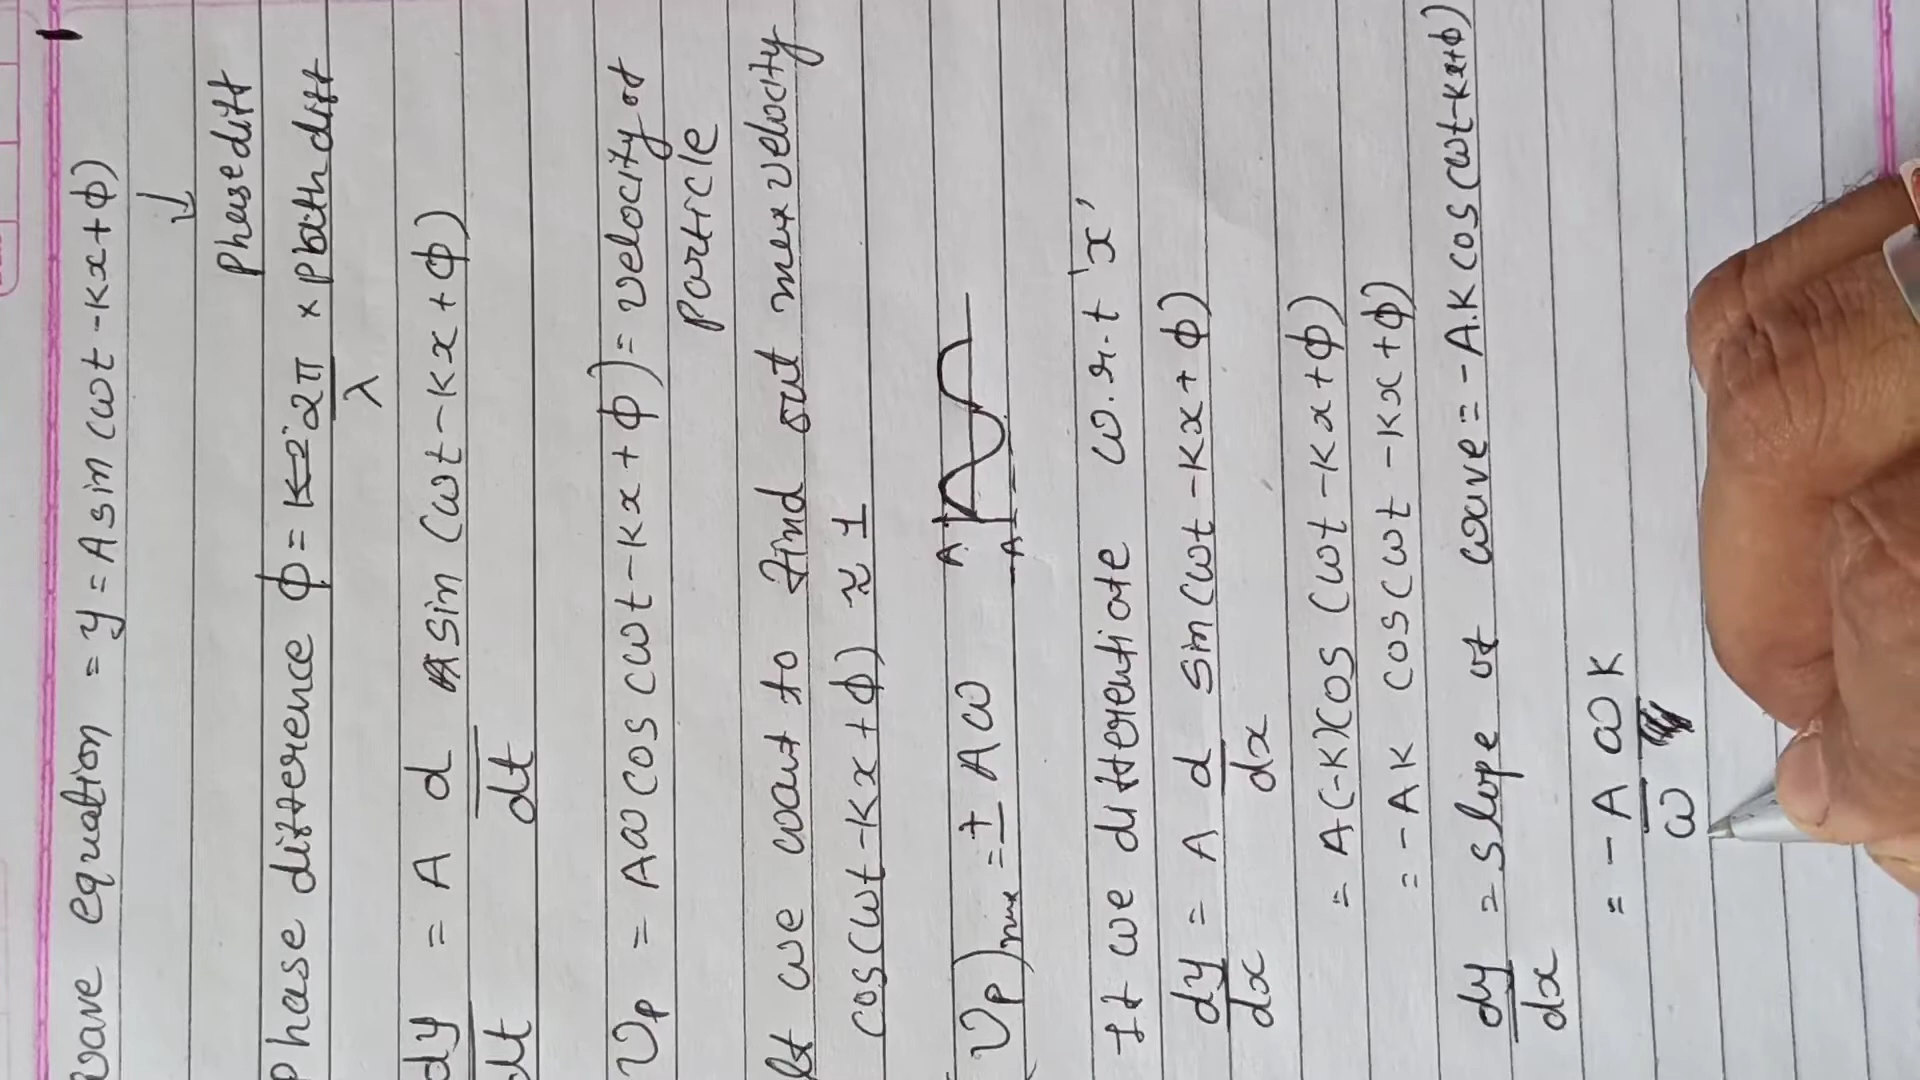 wave equation = y = A sin (ωt - Kx + ϕ)
↓
Phase diff
Phase difference ϕ = 2π/λ × path diff
dy/dt = A d/dt sin (ωt - Kx + ϕ)
Vp = Aω cos (ωt - Kx + ϕ) = velocity of
particle
If we want to find out max velocity
cos (ωt - Kx + ϕ) ≈ 1
Vp)max = ± Aω
A
-A
If we differentiate w.r.t 'x'
dy/dx = A d/dx sin (ωt - Kx + ϕ)
= A (-K) cos (ωt - Kx + ϕ)
= - AK cos (ωt - Kx + ϕ)
dy/dx = slope of wave = - A.K cos (ωt - Kx + ϕ)
= - A ω K / ω